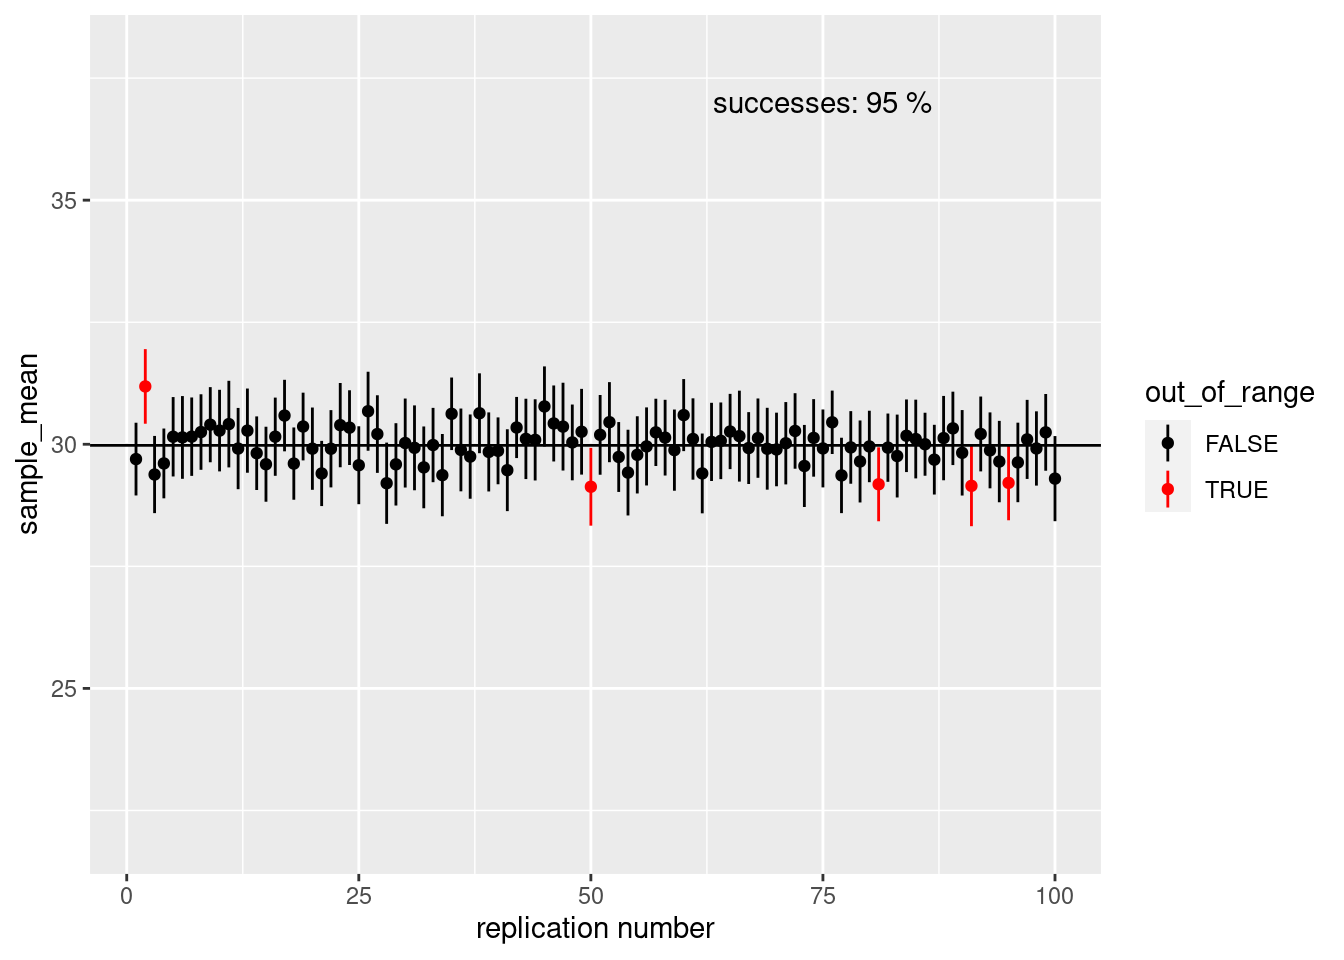 successes: 95 %
35
30
25
sample_mean
0
25
50
75
100
replication number
out_of_range
FALSE
TRUE